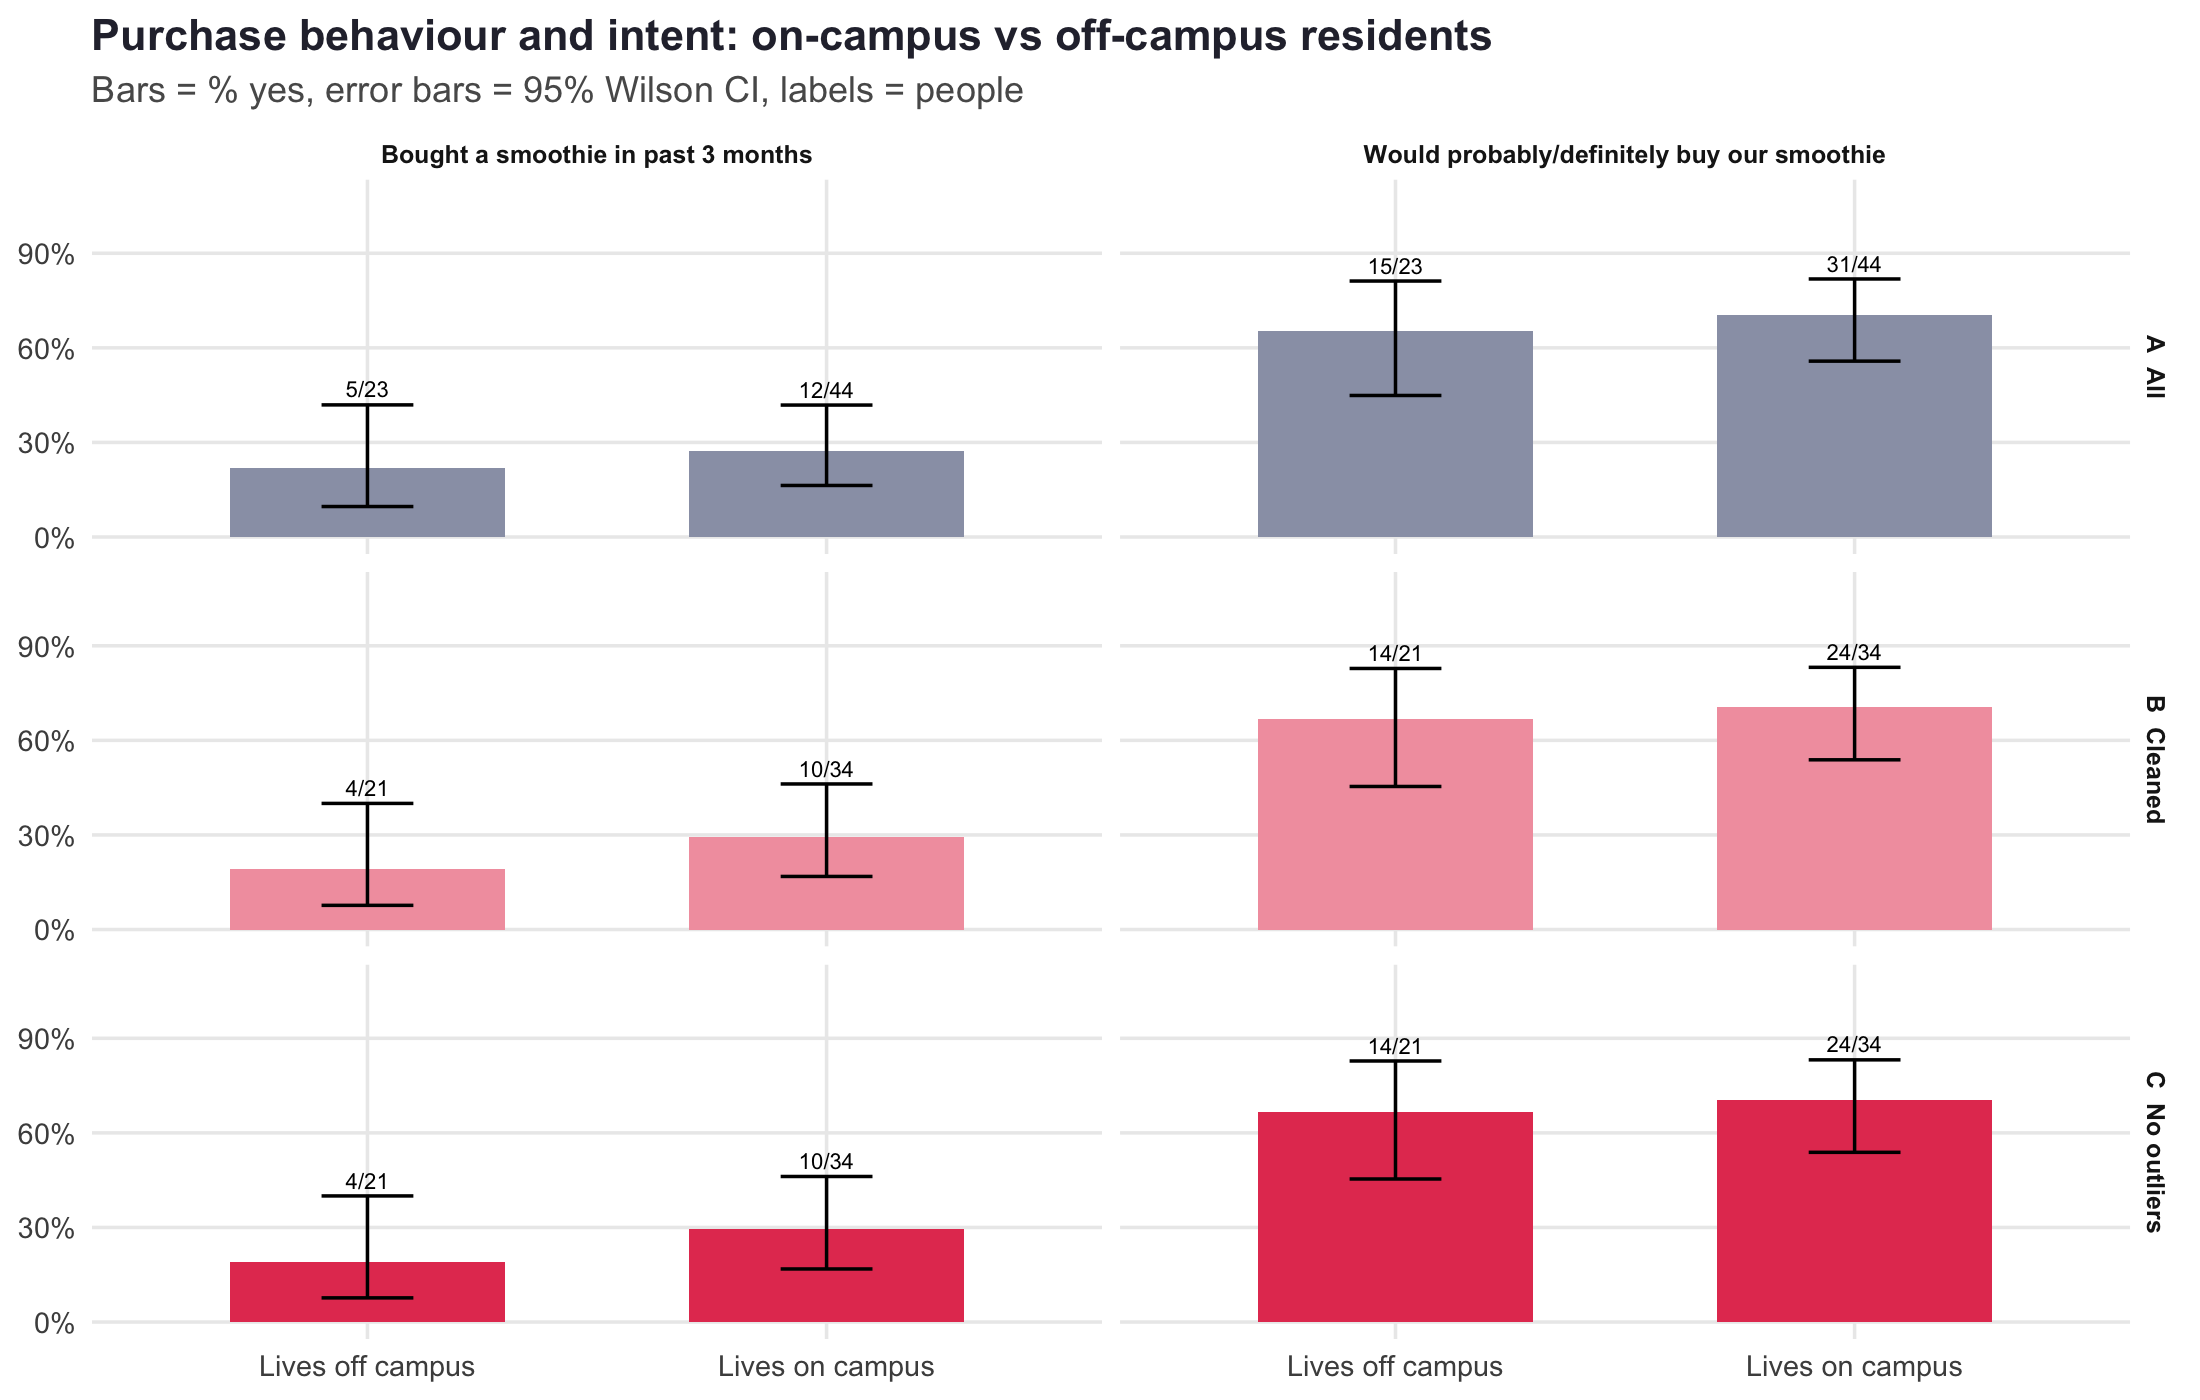 Purchase behaviour and intent: on-campus vs off-campus residents
Bars = % yes, error bars = 95% Wilson CI, labels = people
Bought a smoothie in past 3 months
Would probably/definitely buy our smoothie
90%
60%
30%
0%
5/23
12/44
15/23
31/44
A All
90%
60%
30%
0%
4/21
10/34
14/21
24/34
B Cleaned
90%
60%
30%
0%
4/21
10/34
14/21
24/34
C No outliers
Lives off campus
Lives on campus
Lives off campus
Lives on campus